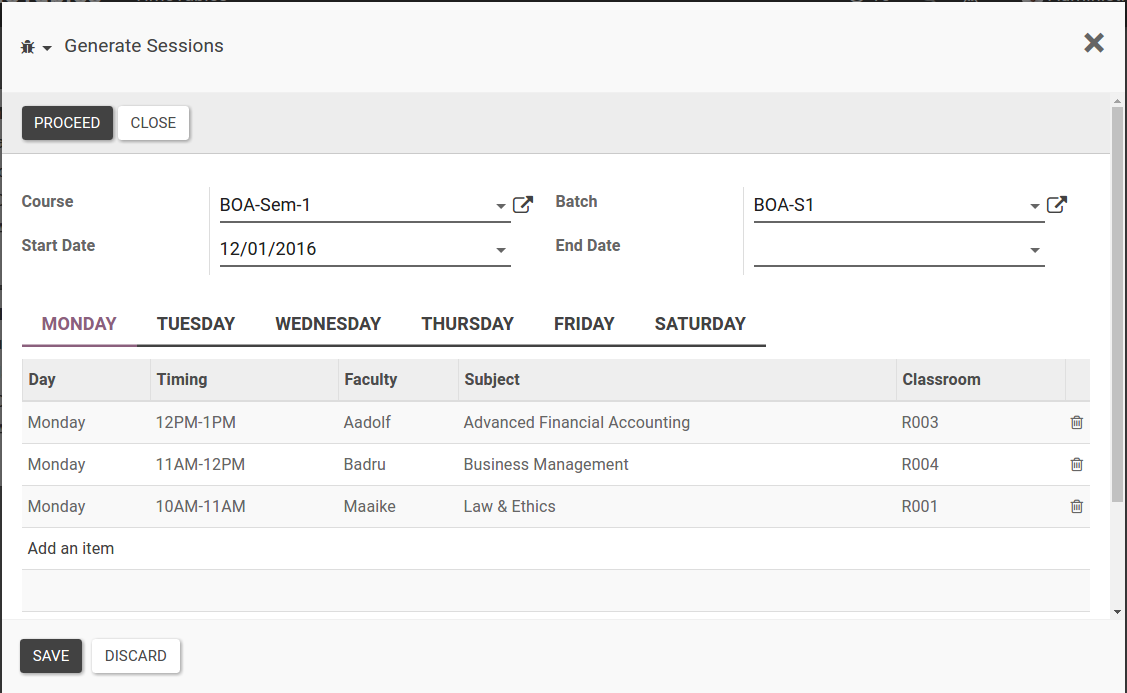 Generate Sessions
PROCEED CLOSE
Course BOA-Sem-1 Batch BOA-S1
Start Date 12/01/2016 End Date
MONDAY TUESDAY WEDNESDAY THURSDAY FRIDAY SATURDAY
Day Timing Faculty Subject Classroom
Monday 12PM-1PM Aadolf Advanced Financial Accounting R003
Monday 11AM-12PM Badru Business Management R004
Monday 10AM-11AM Maaike Law & Ethics R001
Add an item
SAVE DISCARD